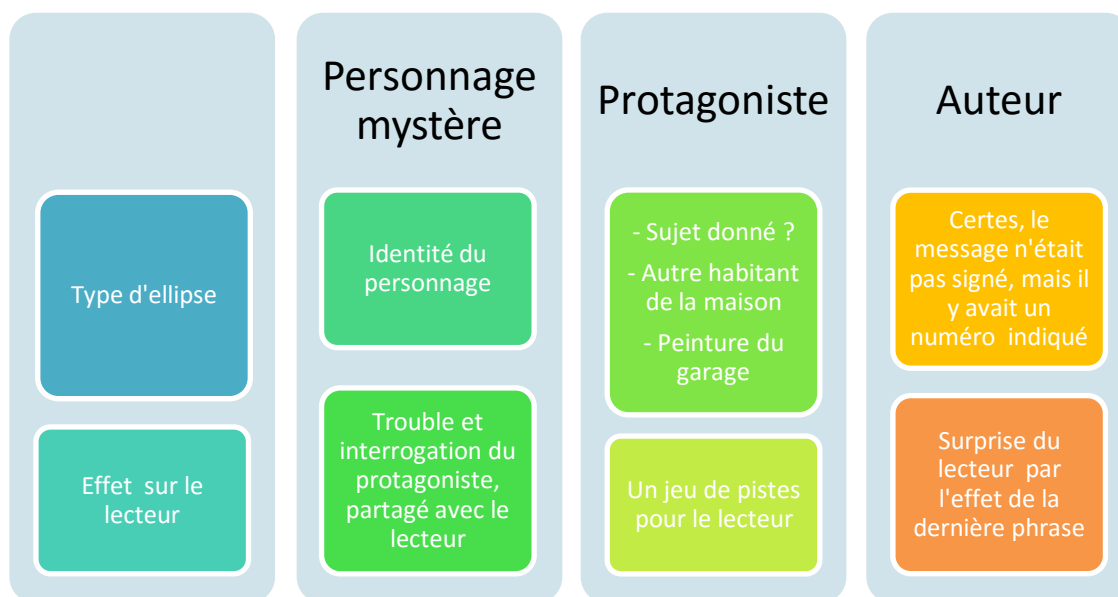 Type d'ellipse
Effet sur le
lecteur
Personnage
mystère
Identité du
personnage
Trouble et
interrogation du
protagoniste,
partagé avec le
lecteur
Protagoniste
- Sujet donné ?
- Autre habitant
de la maison
- Peinture du
garage
Un jeu de pistes
pour le lecteur
Auteur
Certes, le
message n'était
pas signé, mais il
y avait un
numéro indiqué
Surprise du
lecteur par
l'effet de la
dernière phrase